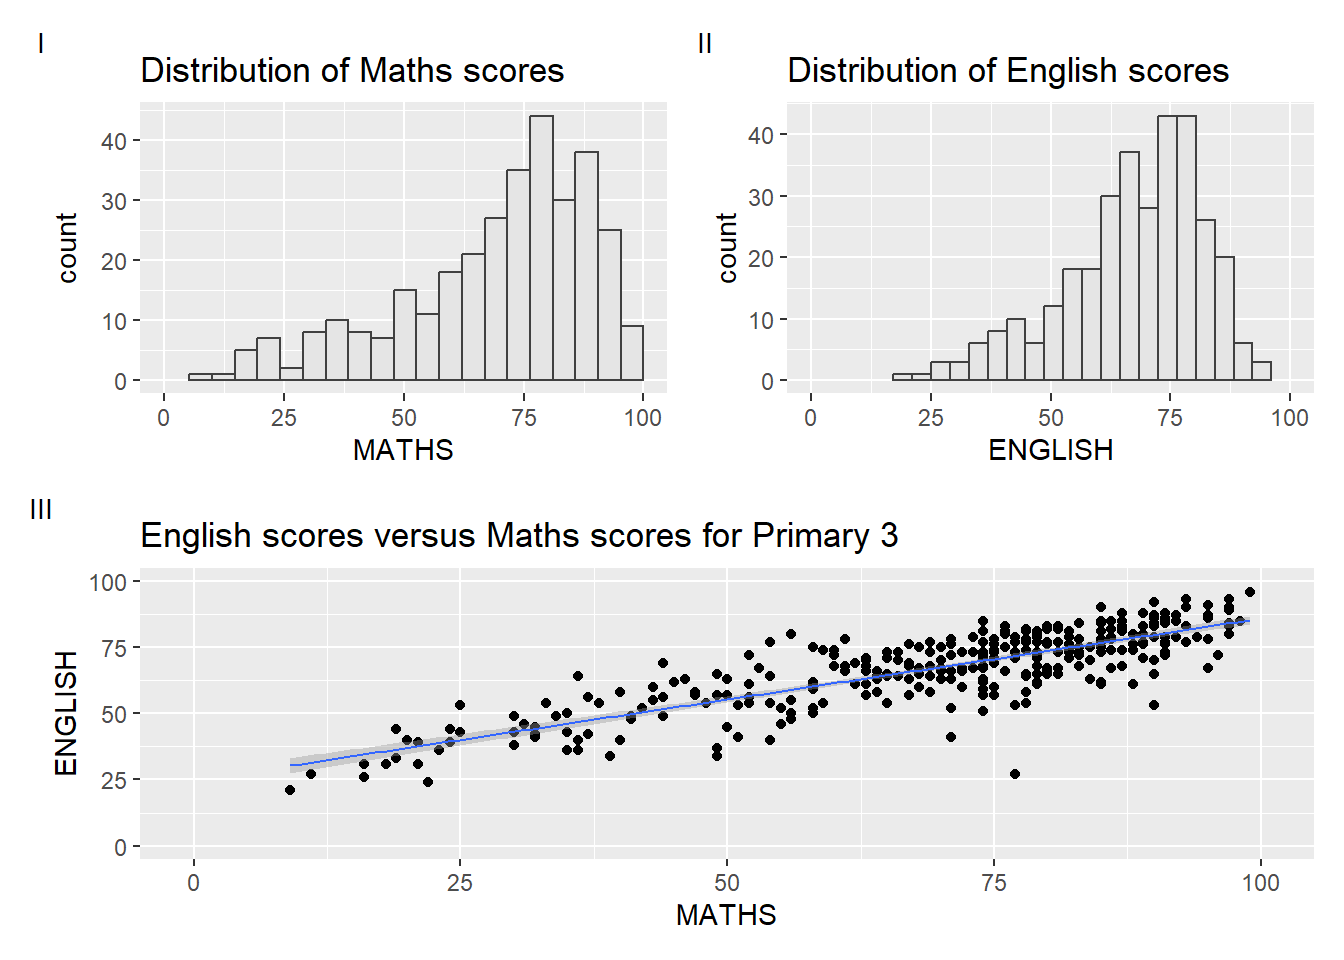 I
Distribution of Maths scores
40
30
20
10
0
count
0 25 50 75 100
MATHS
II
Distribution of English scores
40
30
20
10
0
count
0 25 50 75 100
ENGLISH
III
English scores versus Maths scores for Primary 3
100
75
50
25
0
ENGLISH
0 25 50 75 100
MATHS